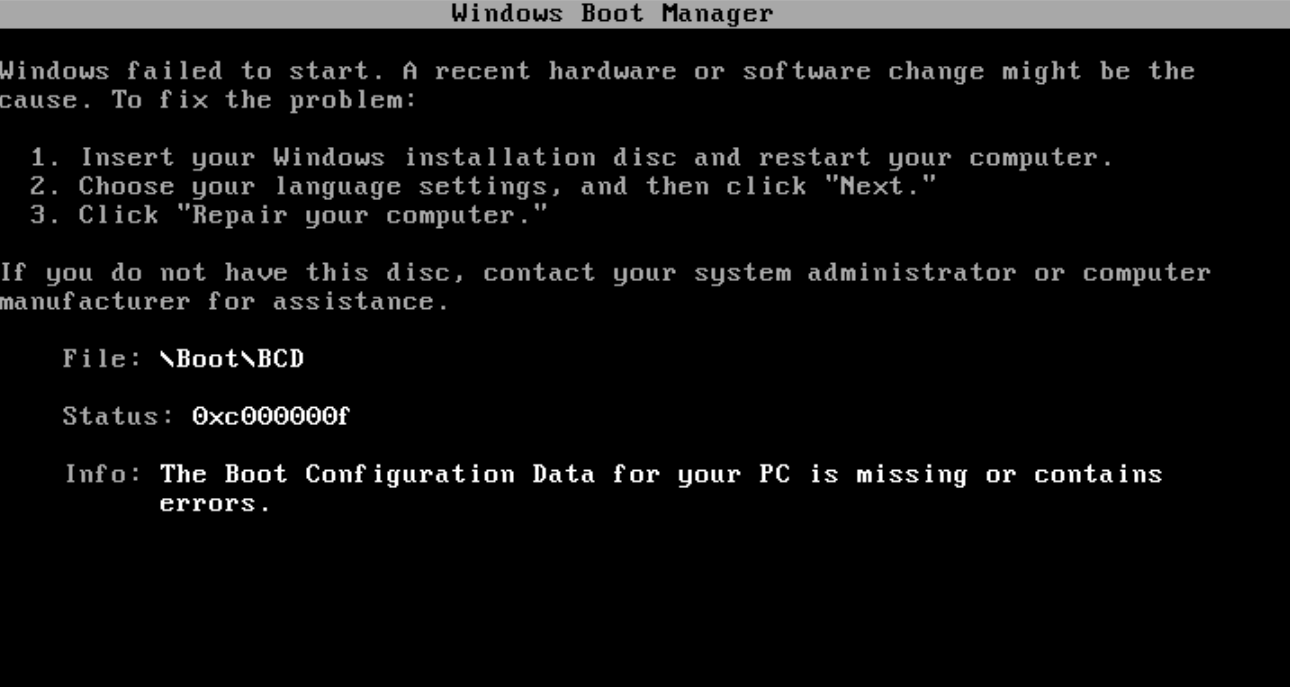 Windows Boot Manager
Windows failed to start. A recent hardware or software change might be the
cause. To fix the problem:
1. Insert your Windows installation disc and restart your computer.
2. Choose your language settings, and then click "Next."
3. Click "Repair your computer."
If you do not have this disc, contact your system administrator or computer
manufacturer for assistance.
File: \Boot\BCD
Status: 0xc000000f
Info: The Boot Configuration Data for your PC is missing or contains
errors.